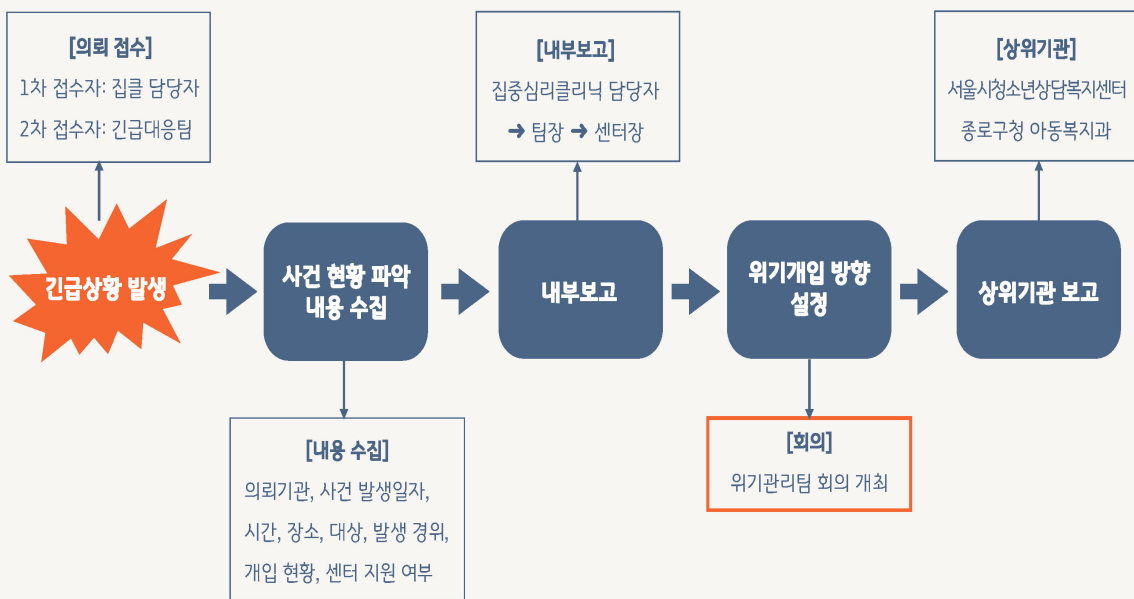 [의뢰 접수]
1차 접수자: 집클 담당자
2차 접수자: 긴급대응팀
[내부보고]
집중심리클리닉 담당자
➜ 팀장 ➜ 센터장
[상위기관]
서울시청소년상담복지센터
종로구청 아동복지과
긴급상황 발생
사건 현황 파악
내용 수집
내부보고
위기개입 방향
설정
상위기관 보고
[내용 수집]
의뢰기관, 사건 발생일자,
시간, 장소, 대상, 발생 경위,
개입 현황, 센터 지원 여부
[회의]
위기관리팀 회의 개최